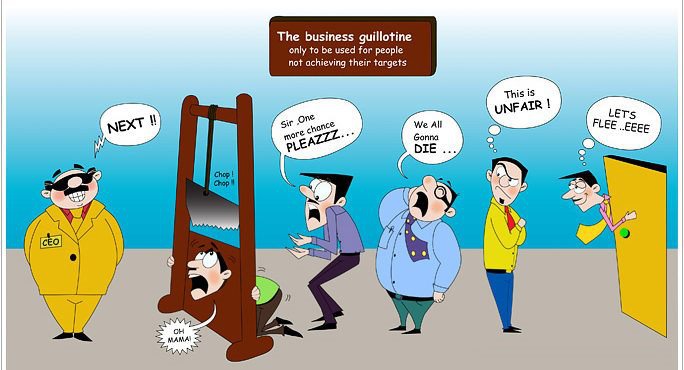 The business guillotine
only to be used for people
not achieving their targets
NEXT !!
CEO
Chop !
Chop !!
OH
MAMA!
Sir ,One
more chance
PLEAZZZ...
We All
Gonna
DIE ...
This is
UNFAIR !
LET'S
FLEE ..EEEE